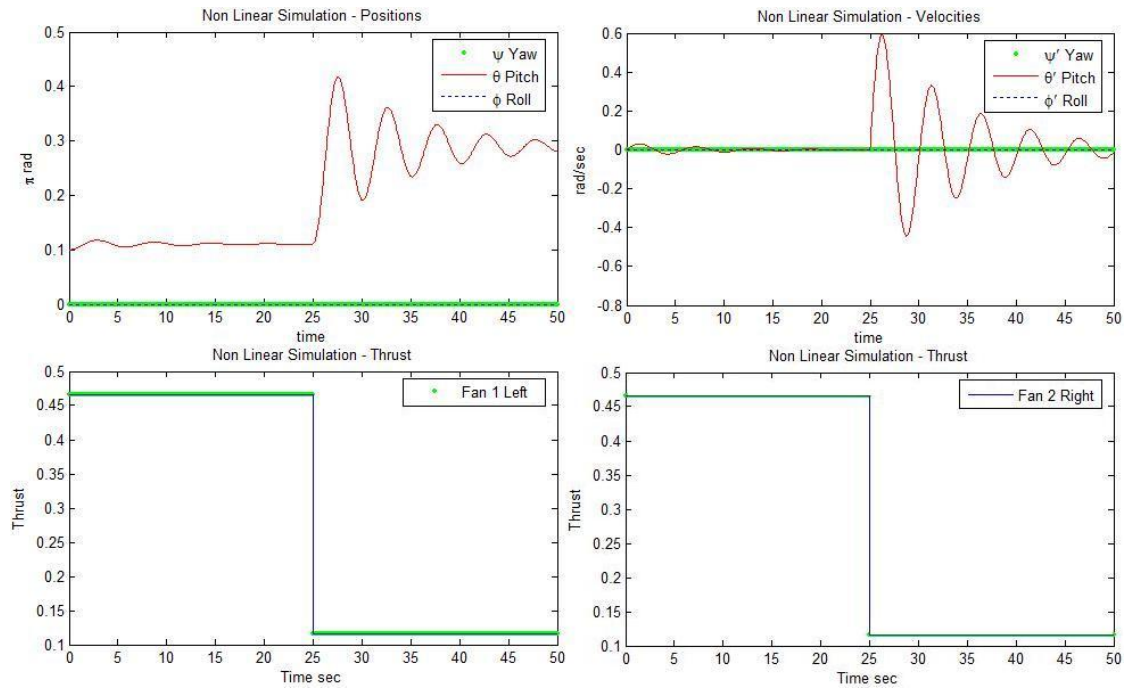 Non Linear Simulation - Positions
0.5
0.4
0.3
0.2
0.1
0
π rad
ψ Yaw
θ Pitch
ϕ Roll
0 5 10 15 20 25 30 35 40 45 50
time
Non Linear Simulation - Velocities
0.6
0.4
0.2
0
-0.2
-0.4
-0.6
-0.8
rad/sec
ψ′ Yaw
θ′ Pitch
ϕ′ Roll
0 5 10 15 20 25 30 35 40 45 50
time
Non Linear Simulation - Thrust
0.5
0.45
0.4
0.35
0.3
0.25
0.2
0.15
0.1
Thrust
Fan 1 Left
0 5 10 15 20 25 30 35 40 45 50
Time sec
Non Linear Simulation - Thrust
0.5
0.45
0.4
0.35
0.3
0.25
0.2
0.15
0.1
Thrust
Fan 2 Right
0 5 10 15 20 25 30 35 40 45 50
Time sec